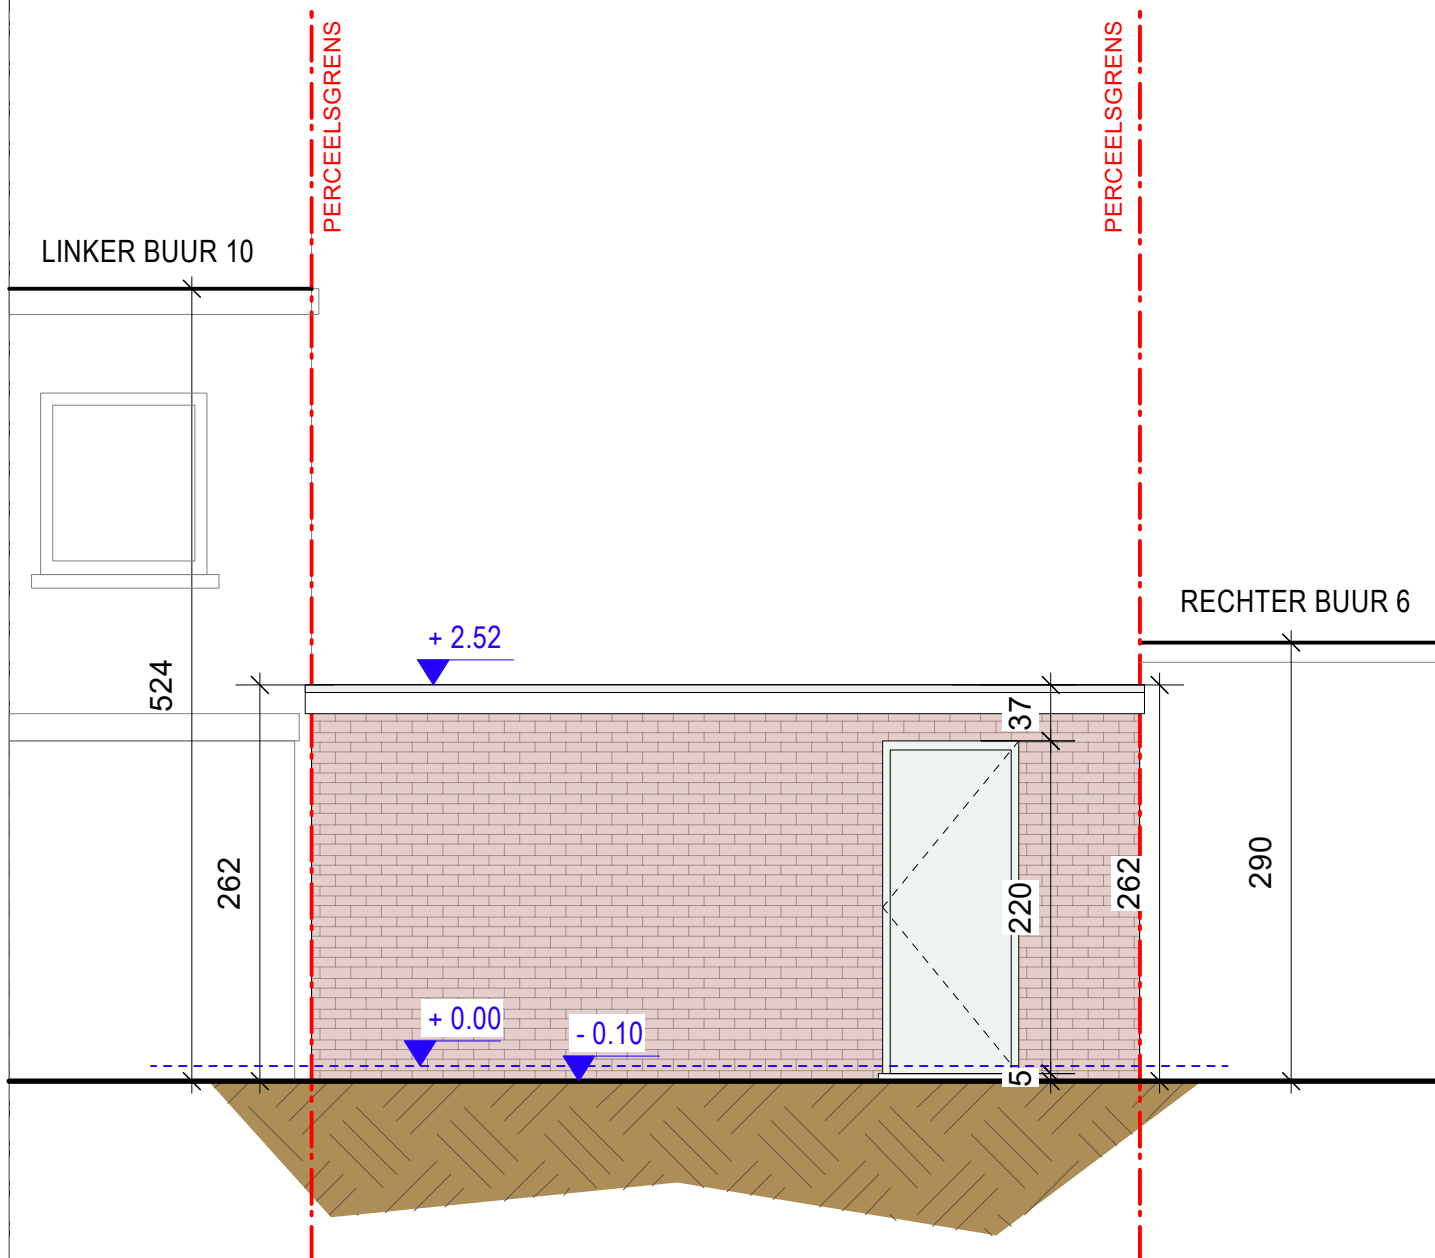 PERCEELSGRENS
PERCEELSGRENS
LINKER BUUR 10
RECHTER BUUR 6
+ 2.52
524
37
262
220
262
290
+ 0.00
- 0.10
5